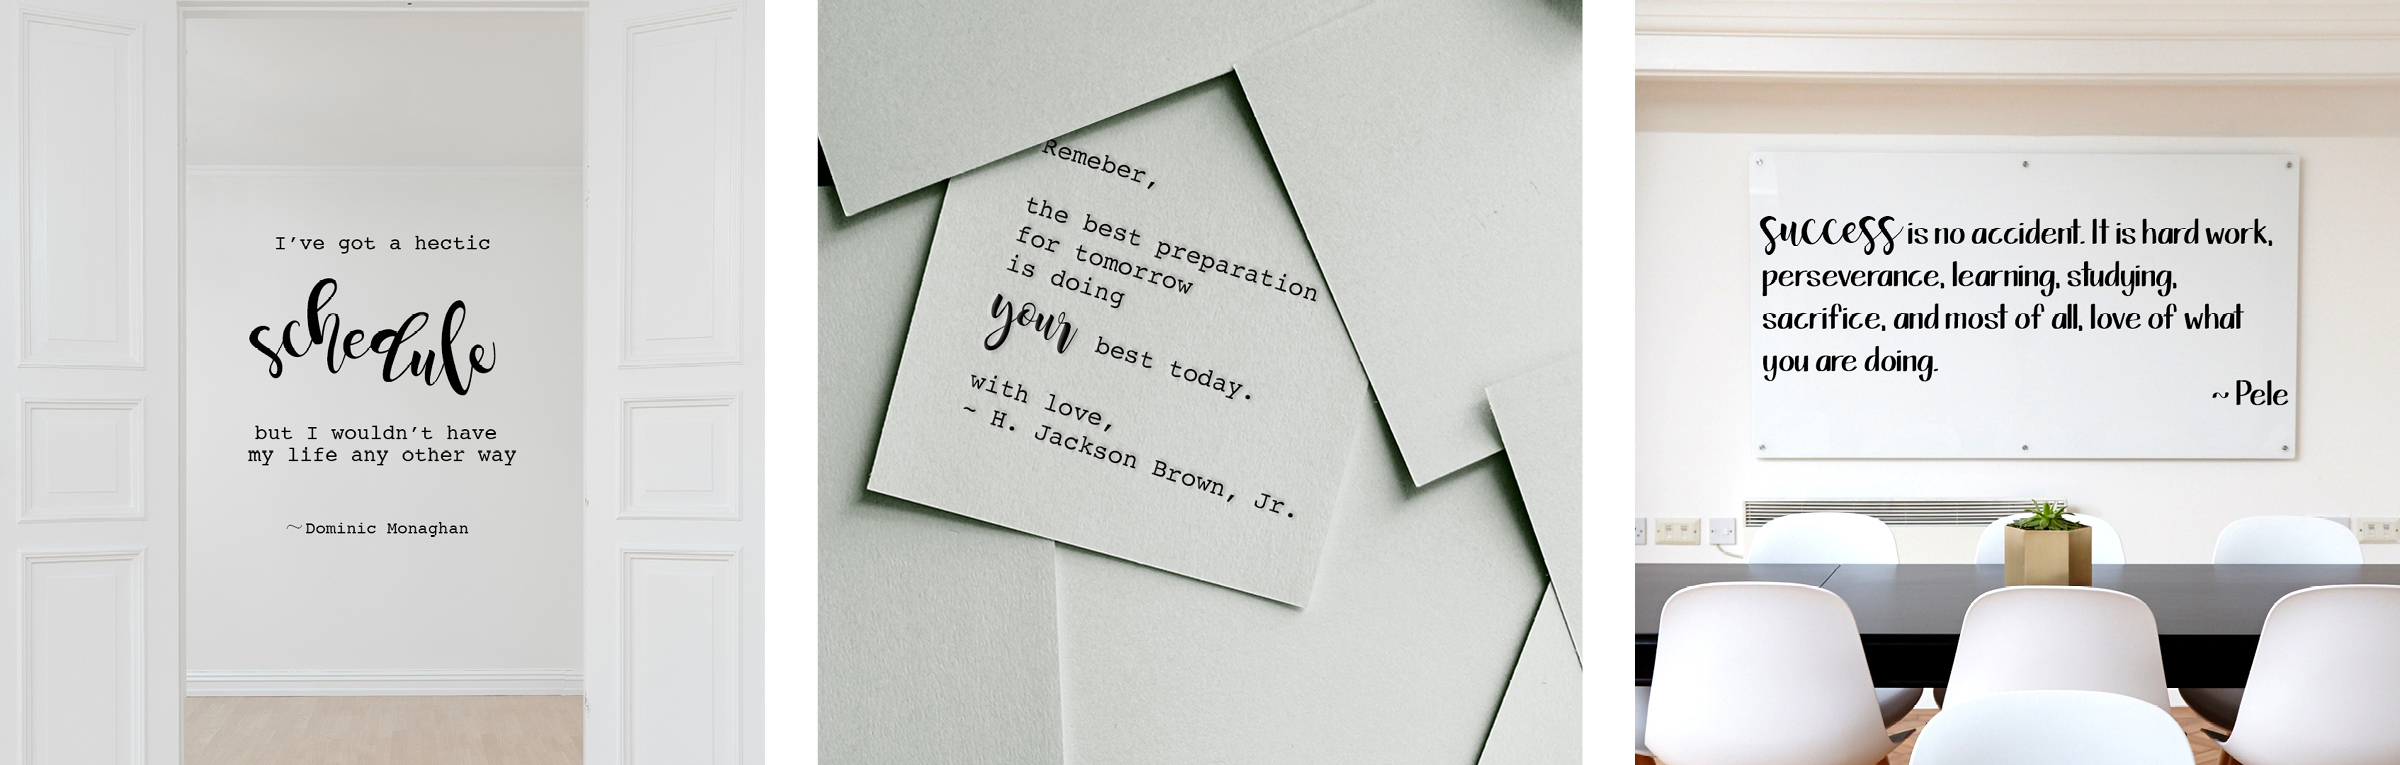 I've got a hectic
schedule
but I wouldn't have
my life any other way
~Dominic Monaghan
Remeber,
the best preparation
for tomorrow
is doing
your best today.
with love,
~ H. Jackson Brown, Jr.
success is no accident. It is hard work,
perseverance, learning, studying,
sacrifice, and most of all, love of what
you are doing.
~ Pele